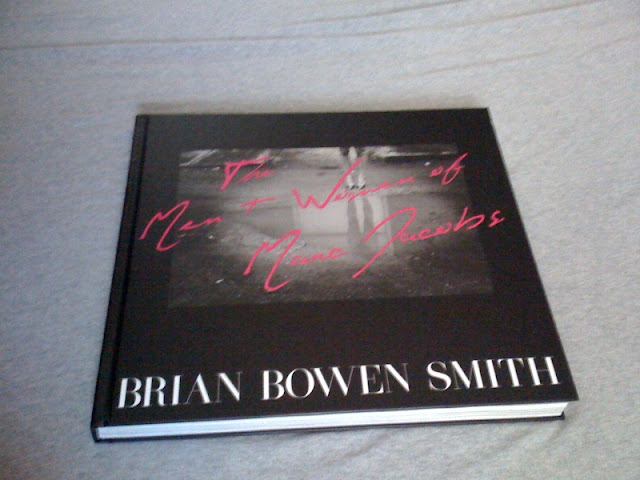 The
Men + Women of
Marc Jacobs
BRIAN BOWEN SMITH